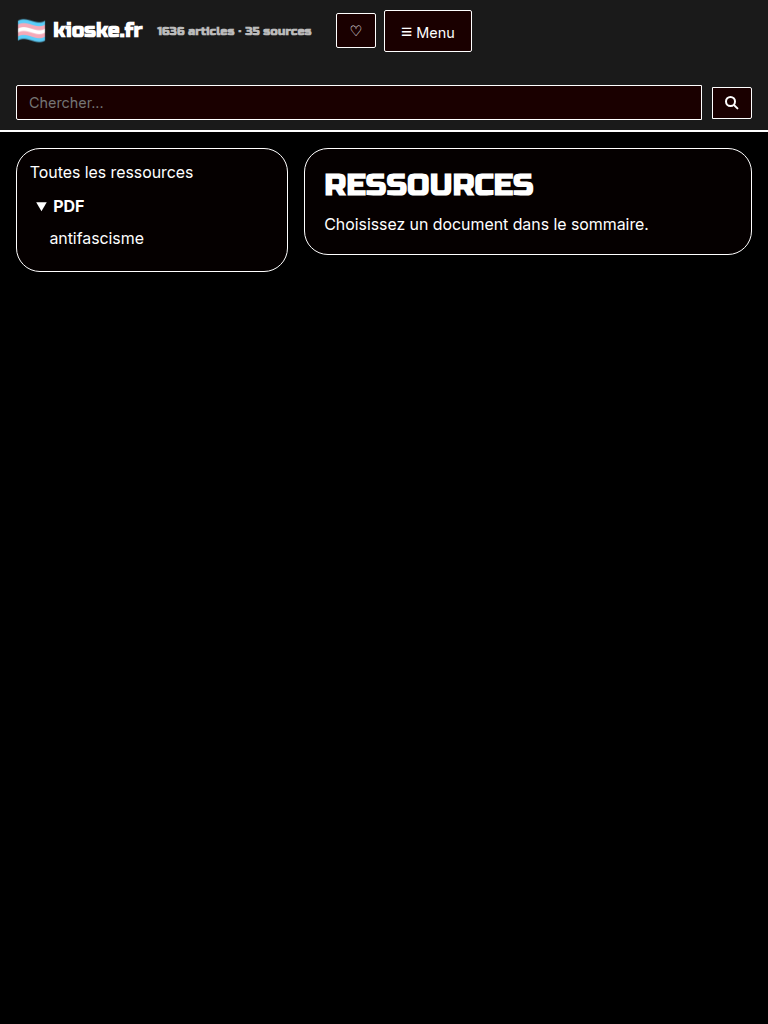 kioske.fr 1636 articles · 35 sources ♡ ≡ Menu
Chercher...
Toutes les ressources
▼ PDF
antifascisme
RESSOURCES
Choisissez un document dans le sommaire.